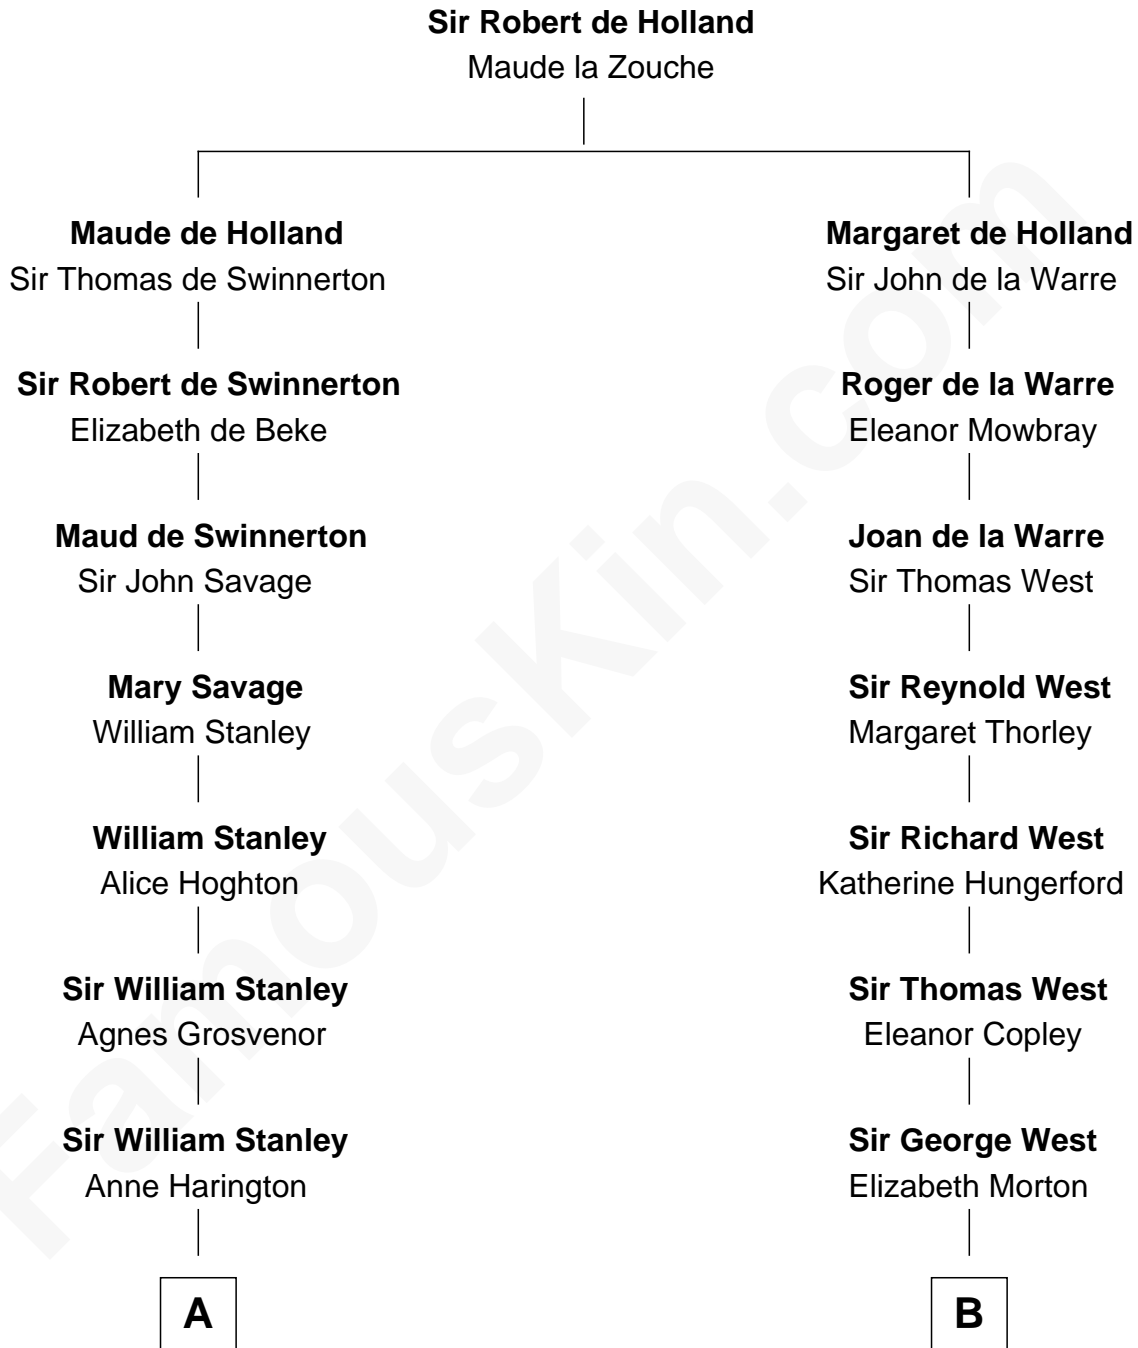 Sir Robert de Holland
Maude la Zouche
Maude de Holland
Sir Thomas de Swinnerton
Margaret de Holland
Sir John de la Warre
Sir Robert de Swinnerton
Elizabeth de Beke
Roger de la Warre
Eleanor Mowbray
Maud de Swinnerton
Sir John Savage
Joan de la Warre
Sir Thomas West
Mary Savage
William Stanley
Sir Reynold West
Margaret Thorley
William Stanley
Alice Hoghton
Sir Richard West
Katherine Hungerford
Sir William Stanley
Agnes Grosvenor
Sir Thomas West
Eleanor Copley
Sir William Stanley
Anne Harington
Sir George West
Elizabeth Morton
A
B
FamousKin.com